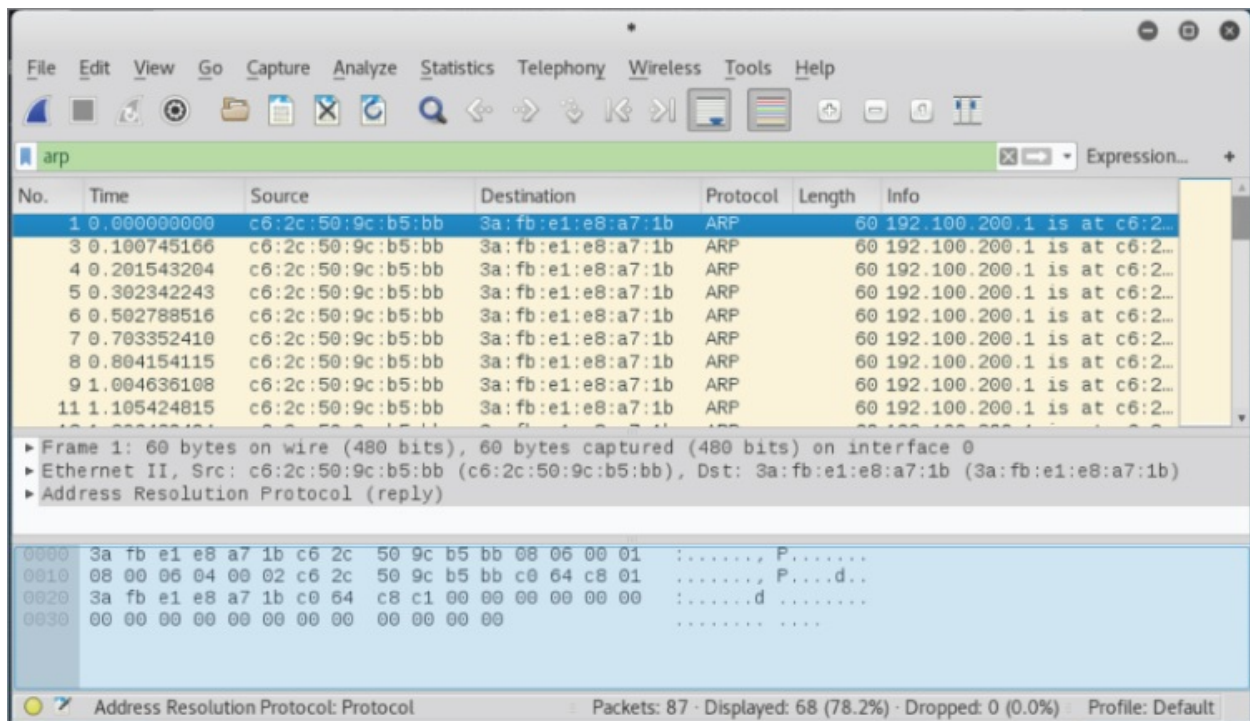 *
File Edit View Go Capture Analyze Statistics Telephony Wireless Tools Help
arp Expression... +
No. Time Source Destination Protocol Length Info
1 0.000000000 c6:2c:50:9c:b5:bb 3a:fb:e1:e8:a7:1b ARP 60 192.100.200.1 is at c6:2…
3 0.100745166 c6:2c:50:9c:b5:bb 3a:fb:e1:e8:a7:1b ARP 60 192.100.200.1 is at c6:2…
4 0.201543204 c6:2c:50:9c:b5:bb 3a:fb:e1:e8:a7:1b ARP 60 192.100.200.1 is at c6:2…
5 0.302342243 c6:2c:50:9c:b5:bb 3a:fb:e1:e8:a7:1b ARP 60 192.100.200.1 is at c6:2…
6 0.502788516 c6:2c:50:9c:b5:bb 3a:fb:e1:e8:a7:1b ARP 60 192.100.200.1 is at c6:2…
7 0.703352410 c6:2c:50:9c:b5:bb 3a:fb:e1:e8:a7:1b ARP 60 192.100.200.1 is at c6:2…
8 0.804154115 c6:2c:50:9c:b5:bb 3a:fb:e1:e8:a7:1b ARP 60 192.100.200.1 is at c6:2…
9 1.004636108 c6:2c:50:9c:b5:bb 3a:fb:e1:e8:a7:1b ARP 60 192.100.200.1 is at c6:2…
11 1.105424815 c6:2c:50:9c:b5:bb 3a:fb:e1:e8:a7:1b ARP 60 192.100.200.1 is at c6:2…
Frame 1: 60 bytes on wire (480 bits), 60 bytes captured (480 bits) on interface 0
Ethernet II, Src: c6:2c:50:9c:b5:bb (c6:2c:50:9c:b5:bb), Dst: 3a:fb:e1:e8:a7:1b (3a:fb:e1:e8:a7:1b)
Address Resolution Protocol (reply)
0000 3a fb e1 e8 a7 1b c6 2c 50 9c b5 bb 08 06 00 01 :......, P.......
0010 08 00 06 04 00 02 c6 2c 50 9c b5 bb c0 64 c8 01 ......., P....d..
0020 3a fb e1 e8 a7 1b c0 64 c8 c1 00 00 00 00 00 00 :......d ........
0030 00 00 00 00 00 00 00 00 00 00 00 00 ........ ....
Address Resolution Protocol: Protocol Packets: 87 · Displayed: 68 (78.2%) · Dropped: 0 (0.0%) Profile: Default